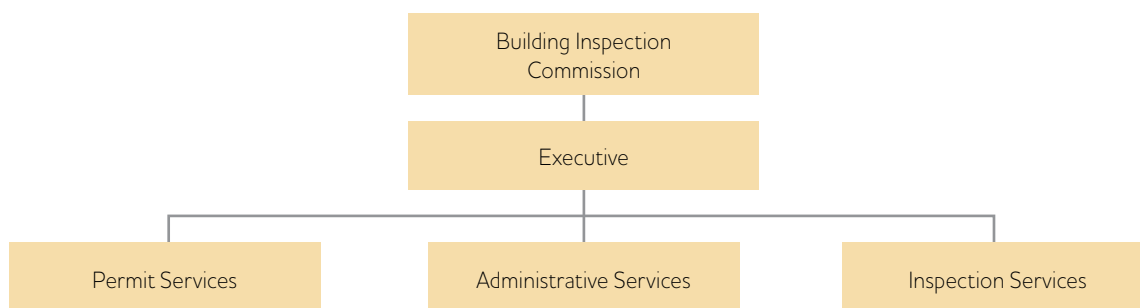 Building Inspection
Commission
Executive
Permit Services
Administrative Services
Inspection Services